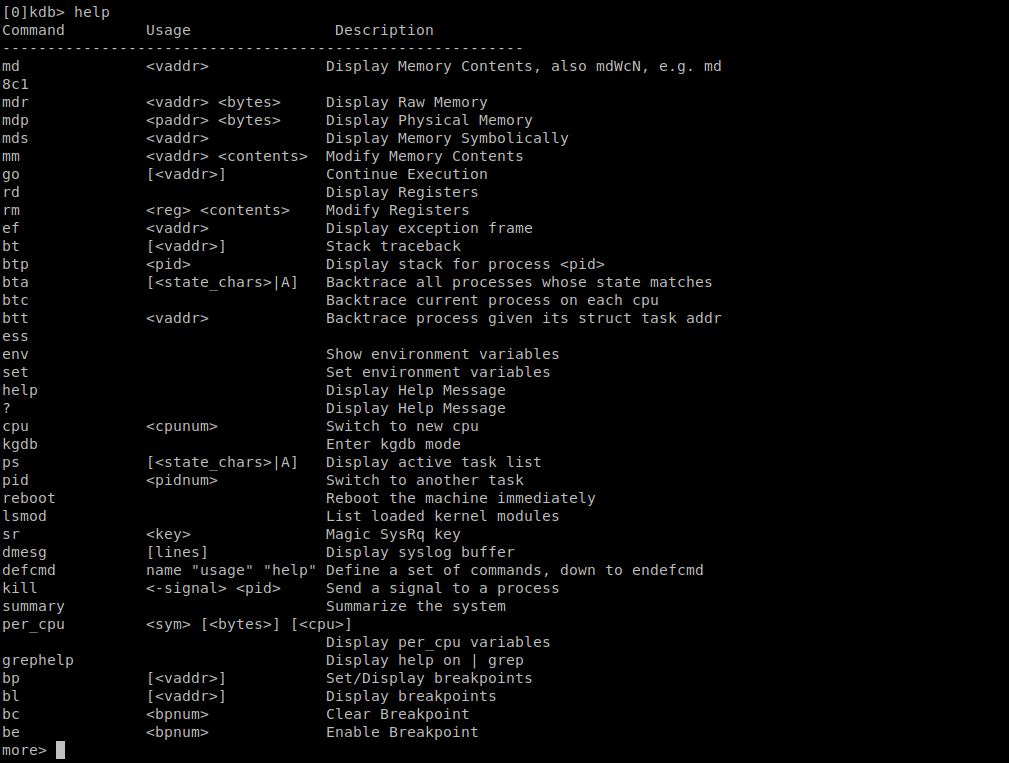 [0]kdb> help
Command         Usage                Description
----------------------------------------------------------
md              <vaddr>             Display Memory Contents, also mdWcN, e.g. md
8c1
mdr             <vaddr> <bytes>     Display Raw Memory
mdp             <paddr> <bytes>     Display Physical Memory
mds             <vaddr>             Display Memory Symbolically
mm              <vaddr> <contents>  Modify Memory Contents
go              [<vaddr>]           Continue Execution
rd                                  Display Registers
rm              <reg> <contents>    Modify Registers
ef              <vaddr>             Display exception frame
bt              [<vaddr>]           Stack traceback
btp             <pid>               Display stack for process <pid>
bta             [<state_chars>|A]   Backtrace all processes whose state matches
btc                                 Backtrace current process on each cpu
btt             <vaddr>             Backtrace process given its struct task addr
ess
env                                 Show environment variables
set                                 Set environment variables
help                                Display Help Message
?                                   Display Help Message
cpu             <cpunum>            Switch to new cpu
kgdb                                Enter kgdb mode
ps              [<state_chars>|A]   Display active task list
pid             <pidnum>            Switch to another task
reboot                              Reboot the machine immediately
lsmod                               List loaded kernel modules
sr              <key>               Magic SysRq key
dmesg           [lines]             Display syslog buffer
defcmd          name "usage" "help" Define a set of commands, down to endefcmd
kill            <-signal> <pid>     Send a signal to a process
summary                             Summarize the system
per_cpu         <sym> [<bytes>] [<cpu>]
                                    Display per_cpu variables
grephelp                            Display help on | grep
bp              [<vaddr>]           Set/Display breakpoints
bl              [<vaddr>]           Display breakpoints
bc              <bpnum>             Clear Breakpoint
be              <bpnum>             Enable Breakpoint
more>